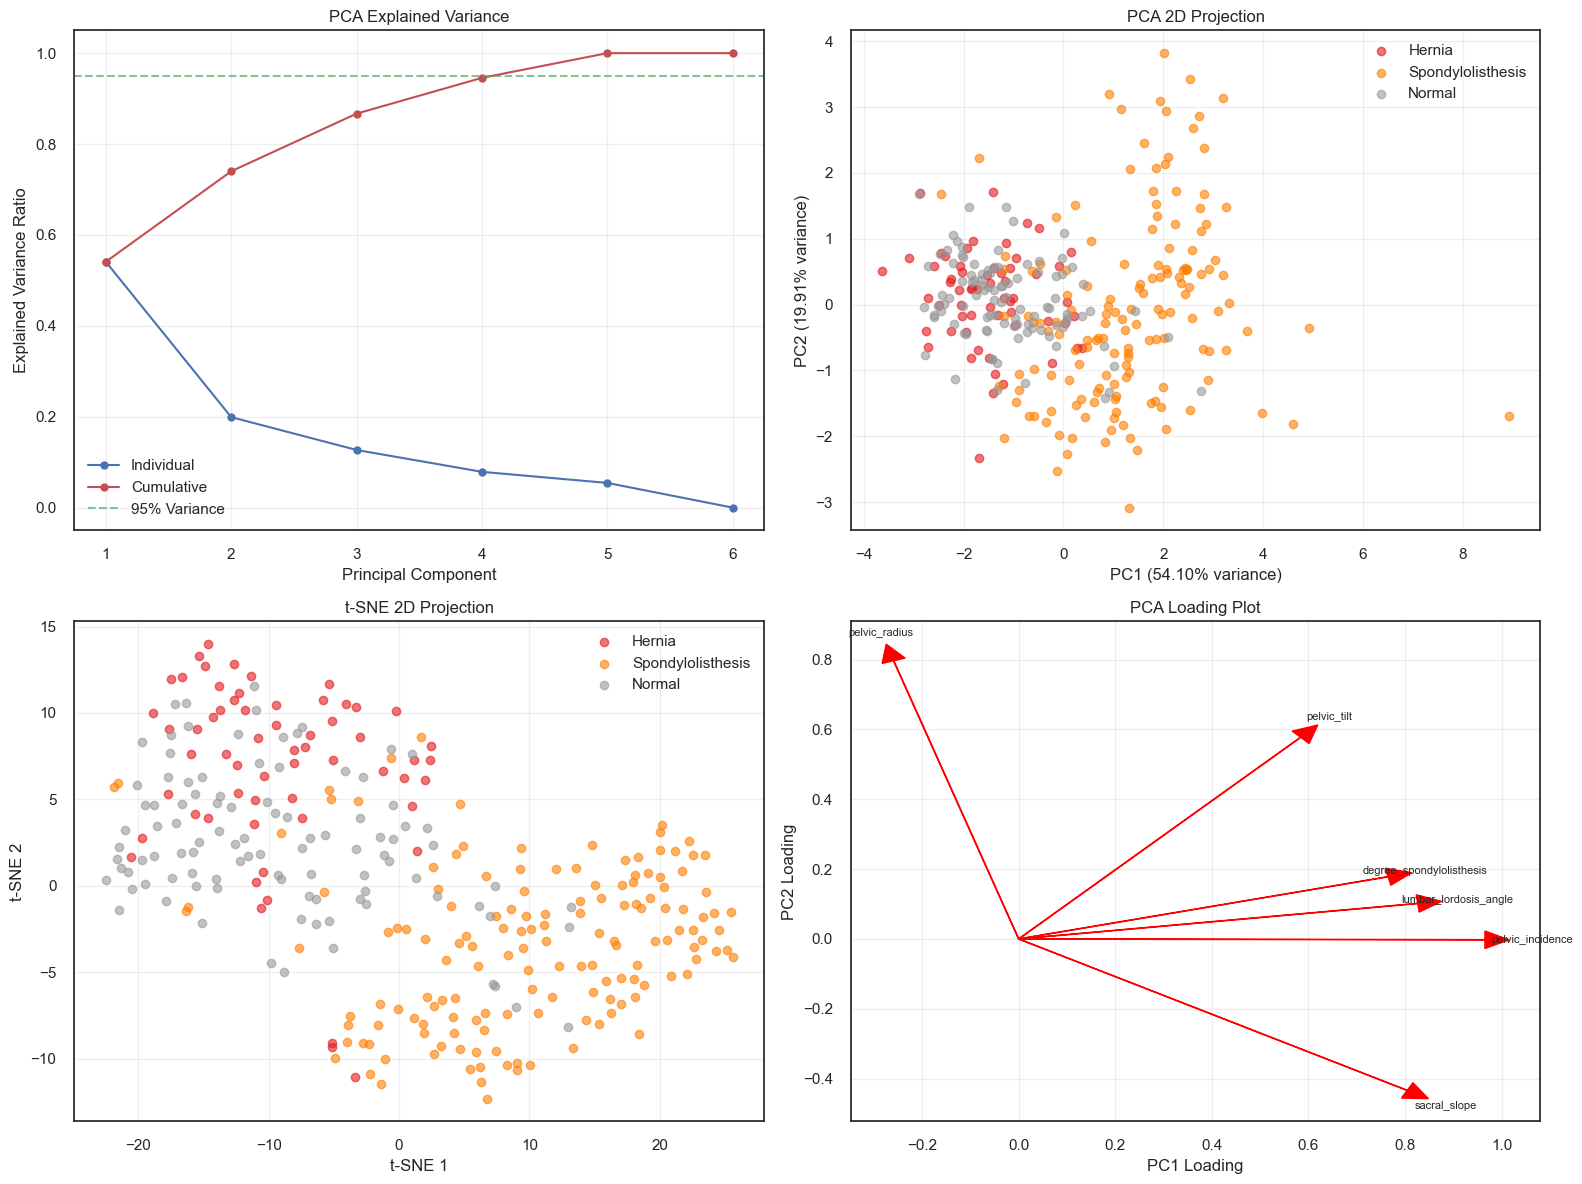 PCA Explained Variance
Explained Variance Ratio
1.0
0.8
0.6
0.4
0.2
0.0
Individual
Cumulative
95% Variance
1 2 3 4 5 6
Principal Component
PCA 2D Projection
PC2 (19.91% variance)
4
3
2
1
0
−1
−2
−3
Hernia
Spondylolisthesis
Normal
−4 −2 0 2 4 6 8
PC1 (54.10% variance)
t-SNE 2D Projection
t-SNE 2
15
10
5
0
−5
−10
Hernia
Spondylolisthesis
Normal
−20 −10 0 10 20
t-SNE 1
PCA Loading Plot
PC2 Loading
0.8
0.6
0.4
0.2
0.0
−0.2
−0.4
pelvic_radius
pelvic_tilt
degree_spondylolisthesis
lumbar_lordosis_angle
pelvic_incidence
sacral_slope
−0.2 0.0 0.2 0.4 0.6 0.8 1.0
PC1 Loading